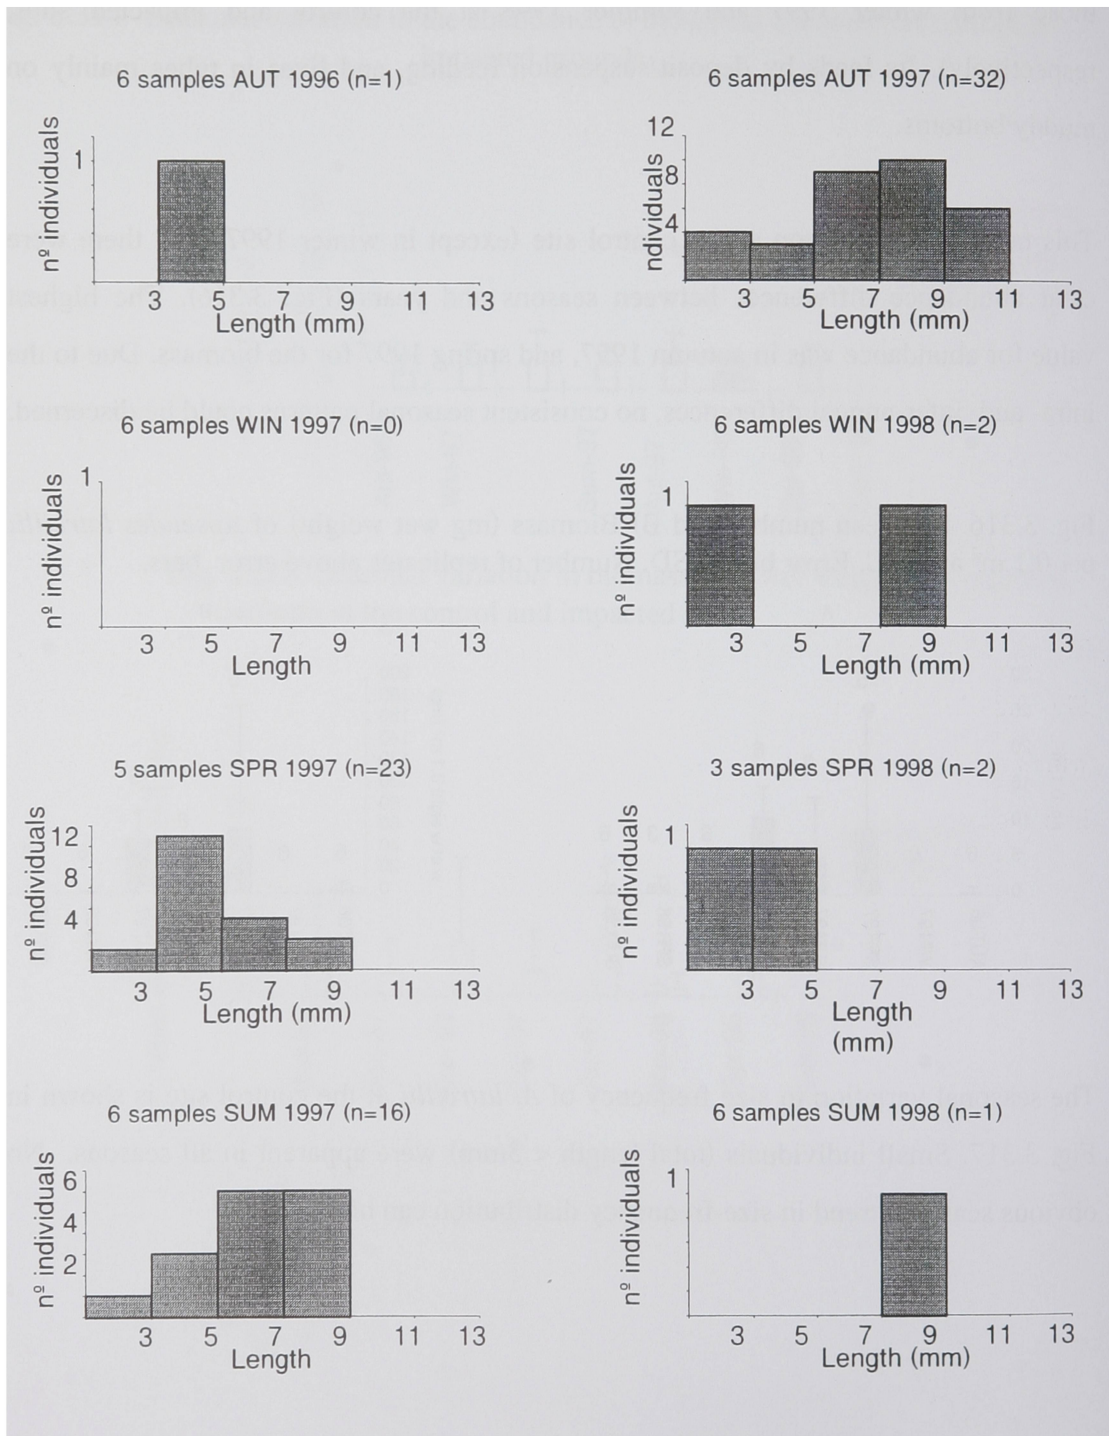 6 samples AUT 1996 (n=1)
nº individuals
1
3 5 7 9 11 13
Length (mm)
6 samples AUT 1997 (n=32)
ndividuals
12
8
4
3 5 7 9 11 13
Length (mm)
6 samples WIN 1997 (n=0)
nº individuals
1
3 5 7 9 11 13
Length
6 samples WIN 1998 (n=2)
nº individuals
1
3 5 7 9 11 13
Length (mm)
5 samples SPR 1997 (n=23)
nº individuals
12
8
4
3 5 7 9 11 13
Length (mm)
3 samples SPR 1998 (n=2)
nº individuals
1
3 5 7 9 11 13
Length
(mm)
6 samples SUM 1997 (n=16)
nº individuals
6
4
2
3 5 7 9 11 13
Length
6 samples SUM 1998 (n=1)
nº individuals
1
3 5 7 9 11 13
Length (mm)